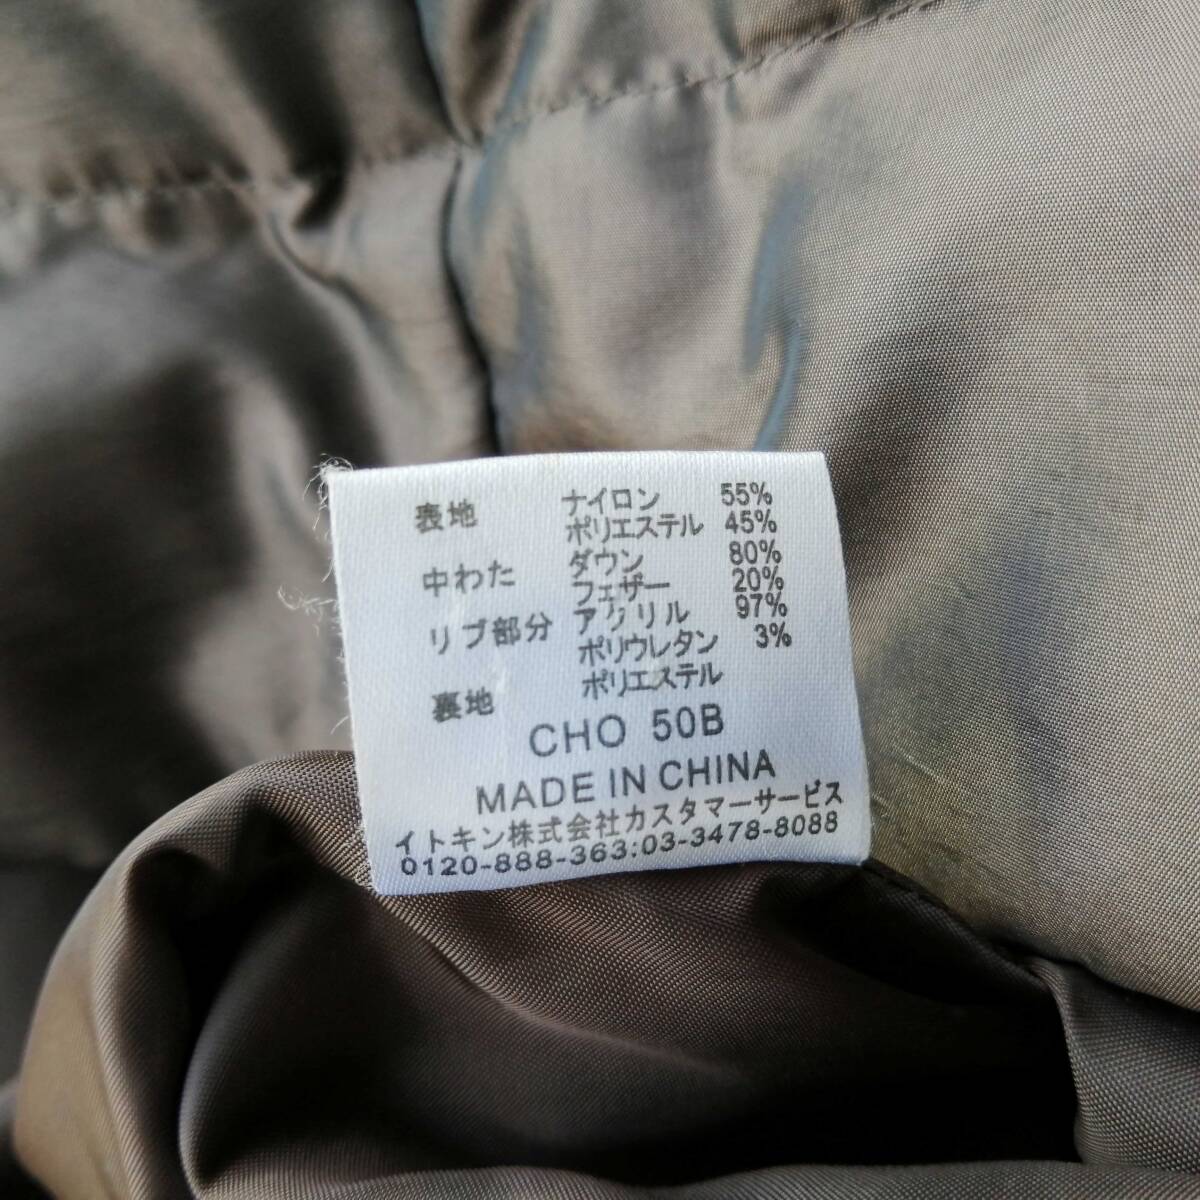 表地 ナイロン 55%
ポリエステル 45%
中わた ダウン 80%
フェザー 20%
リブ部分 アクリル 97%
ポリウレタン 3%
裏地 ポリエステル
CHO 50B
MADE IN CHINA
イトキン株式会社カスタマーサービス
0120-888-363;03-3478-8088